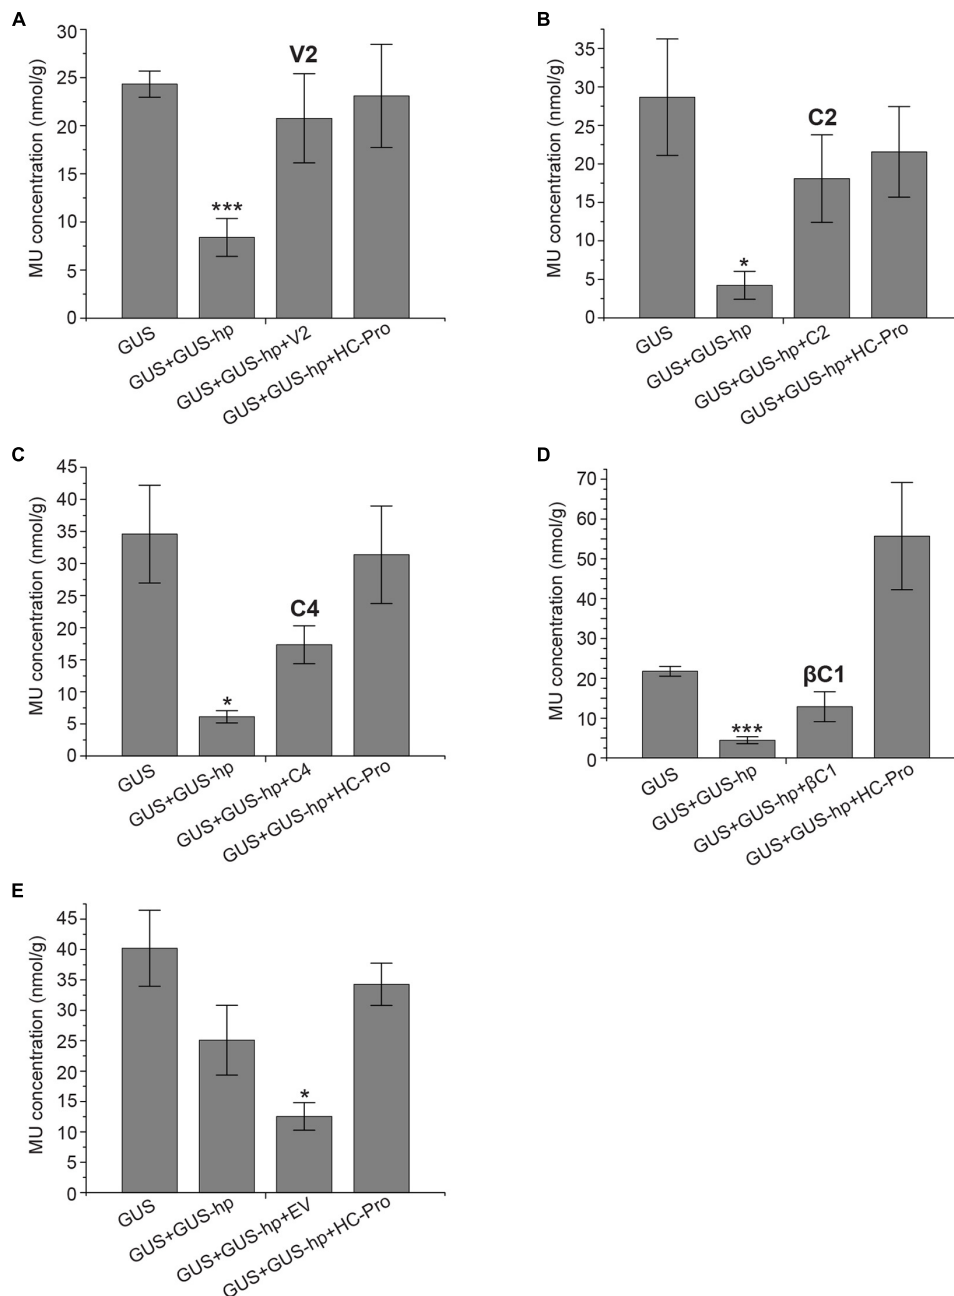 A
MU concentration (nmol/g)
30
25
20
15
10
5
0
***
V2
GUS
GUS+GUS-hp
GUS+GUS-hp+V2
GUS+GUS-hp+HC-Pro
B
MU concentration (nmol/g)
35
30
25
20
15
10
5
0
*
C2
GUS
GUS+GUS-hp
GUS+GUS-hp+C2
GUS+GUS-hp+HC-Pro
C
MU concentration (nmol/g)
45
40
35
30
25
20
15
10
5
0
*
C4
GUS
GUS+GUS-hp
GUS+GUS-hp+C4
GUS+GUS-hp+HC-Pro
D
MU concentration (nmol/g)
70
60
50
40
30
20
10
0
***
βC1
GUS
GUS+GUS-hp
GUS+GUS-hp+βC1
GUS+GUS-hp+HC-Pro
E
MU concentration (nmol/g)
45
40
35
30
25
20
15
10
5
0
*
GUS
GUS+GUS-hp
GUS+GUS-hp+EV
GUS+GUS-hp+HC-Pro